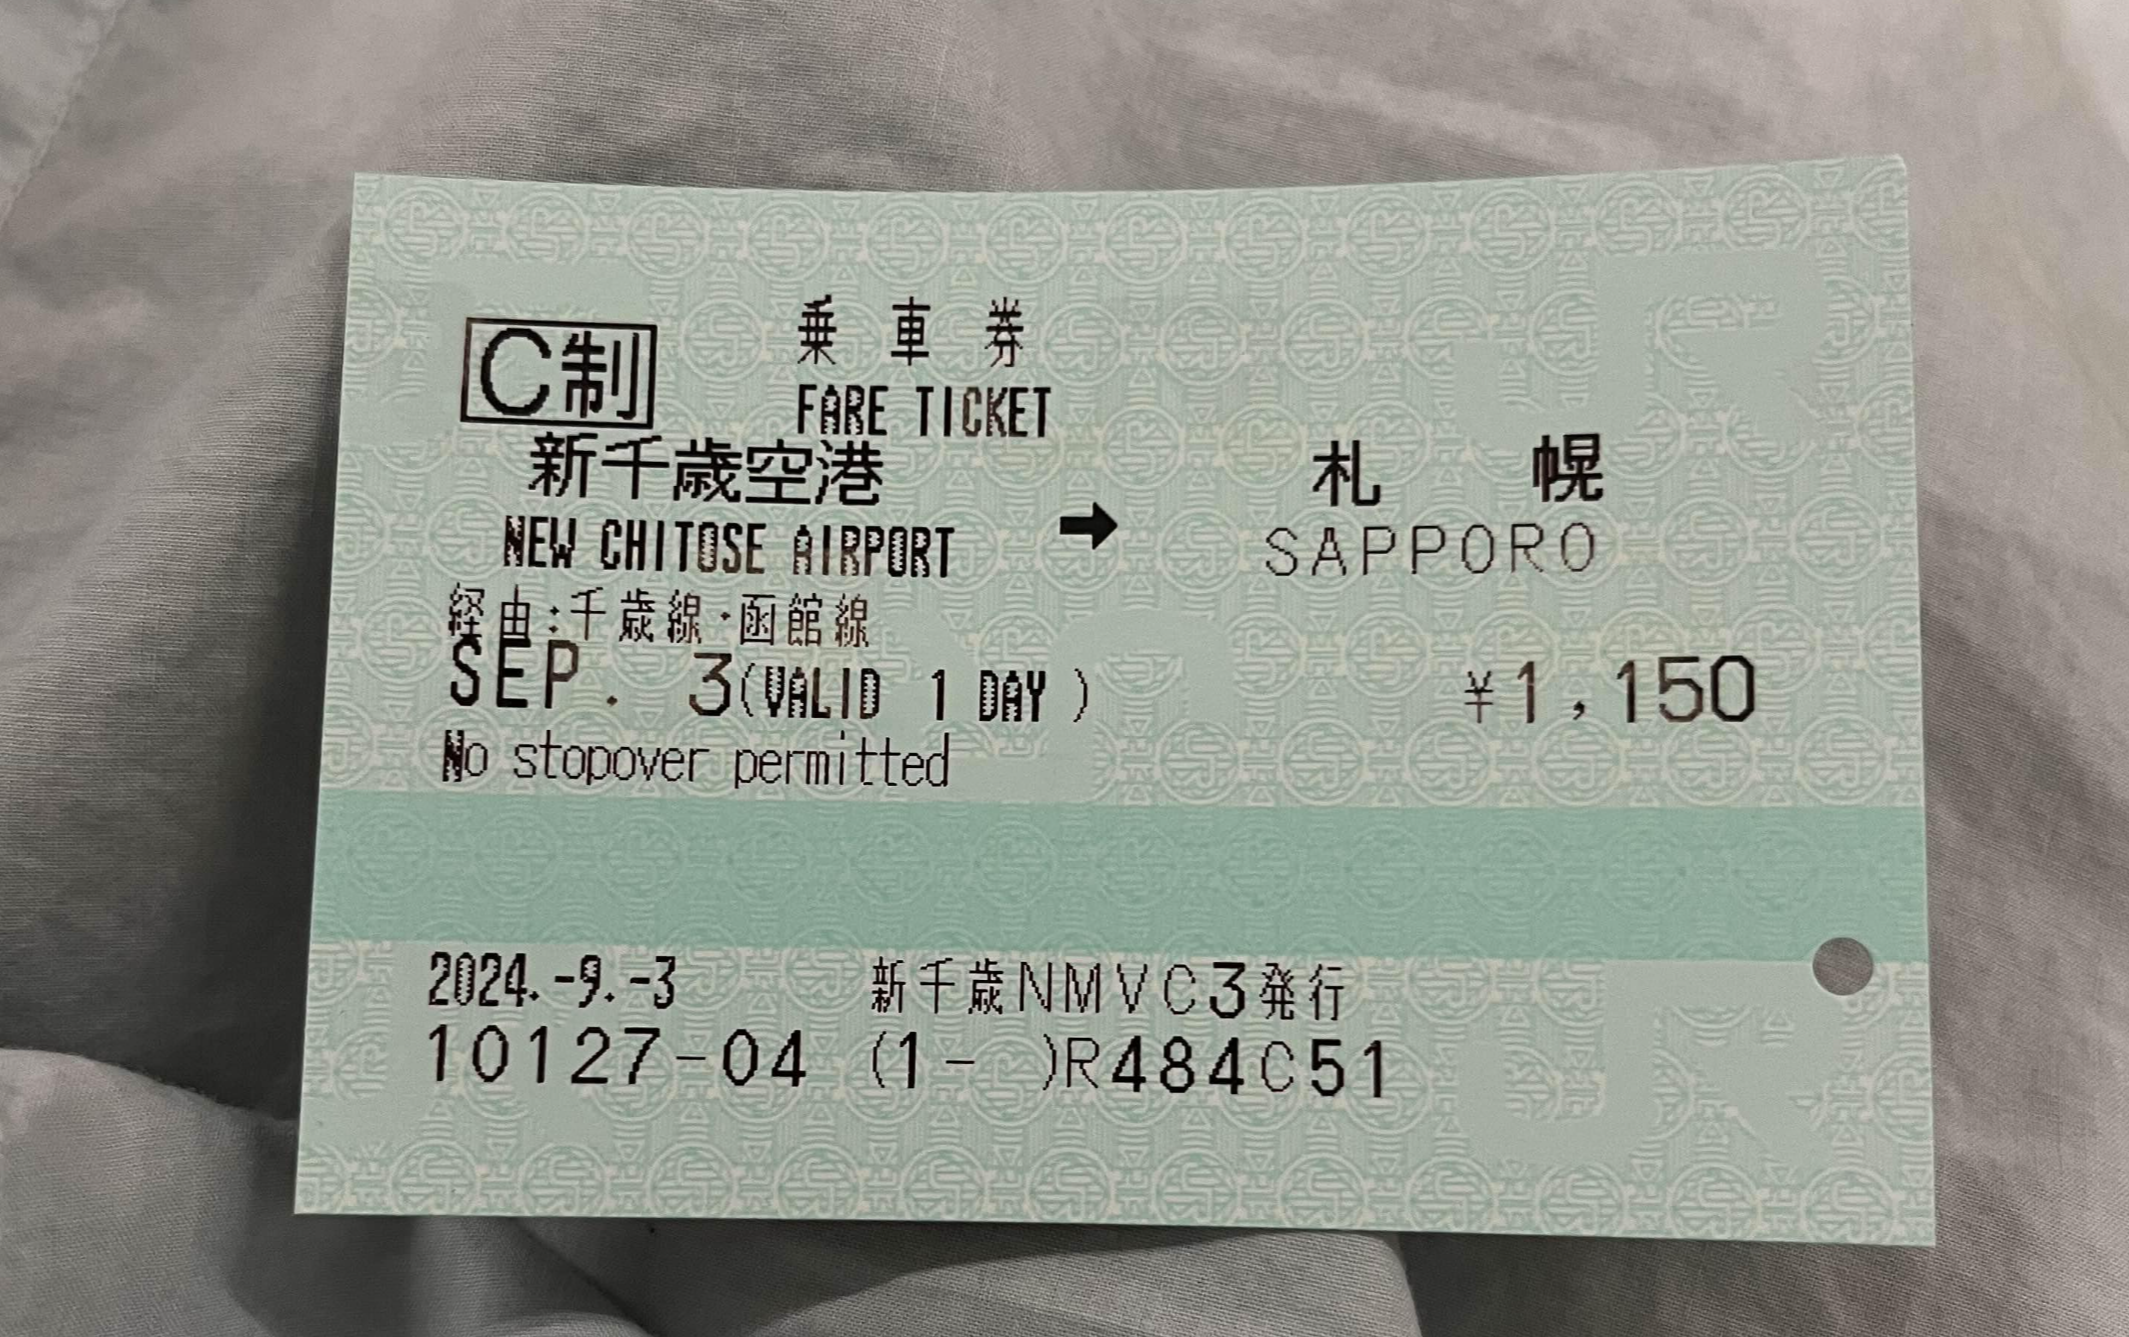 C制 乗車券
FARE TICKET
新千歳空港 → 札幌
NEW CHITOSE AIRPORT SAPPORO
経由:千歳線・函館線
SEP. 3(VALID 1 DAY) ¥1,150
No stopover permitted
2024.-9.-3 新千歳NMVC3発行
10127-04 (1- )R484C51